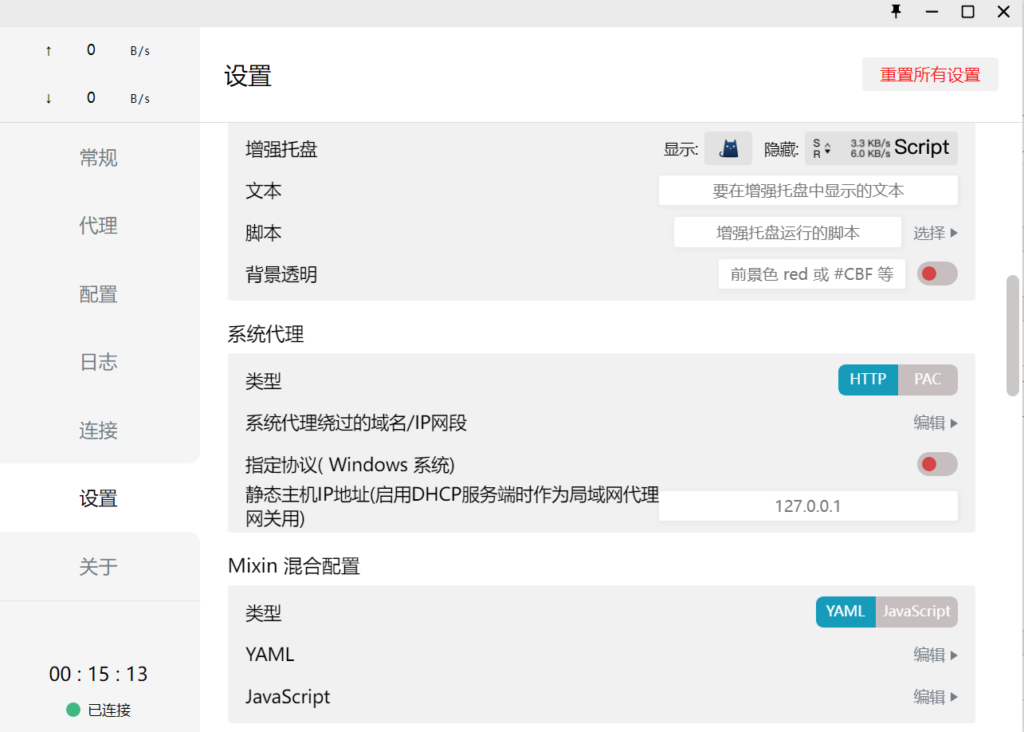 ↑ 0 B/s
↓ 0 B/s
设置
重置所有设置
常规
代理
配置
日志
连接
设置
关于
00 : 15 : 13
已连接
增强托盘 显示: 隐藏: S R 3.3 KB/s 6.0 KB/s Script
文本 要在增强托盘中显示的文本
脚本 增强托盘运行的脚本 选择
背景透明 前景色 red 或 #CBF 等
系统代理
类型 HTTP PAC
系统代理绕过的域名/IP网段 编辑
指定协议( Windows 系统)
静态主机IP地址(启用DHCP服务端时作为局域网代理
网关用) 127.0.0.1
Mixin 混合配置
类型 YAML JavaScript
YAML 编辑
JavaScript 编辑